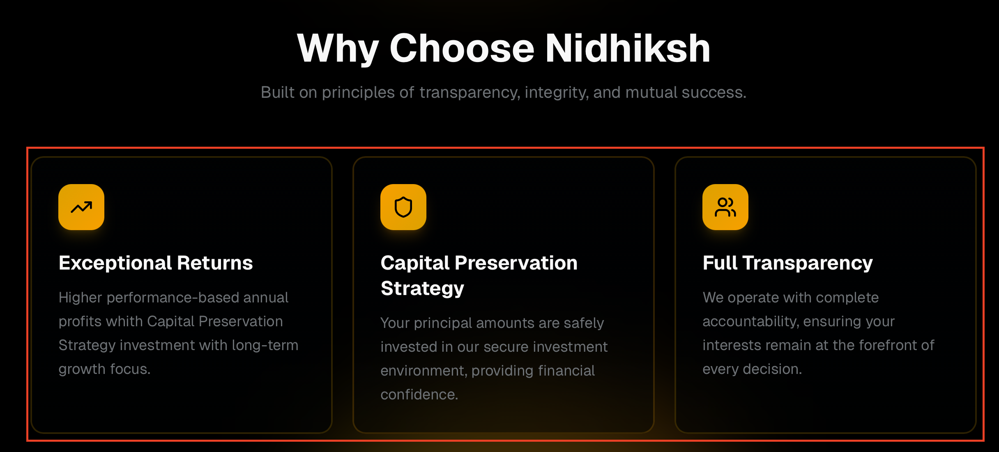 Why Choose Nidhiksh
Built on principles of transparency, integrity, and mutual success.
Exceptional Returns
Higher performance-based annual
profits whith Capital Preservation
Strategy investment with long-term
growth focus.
Capital Preservation
Strategy
Your principal amounts are safely
invested in our secure investment
environment, providing financial
confidence.
Full Transparency
We operate with complete
accountability, ensuring your
interests remain at the forefront of
every decision.